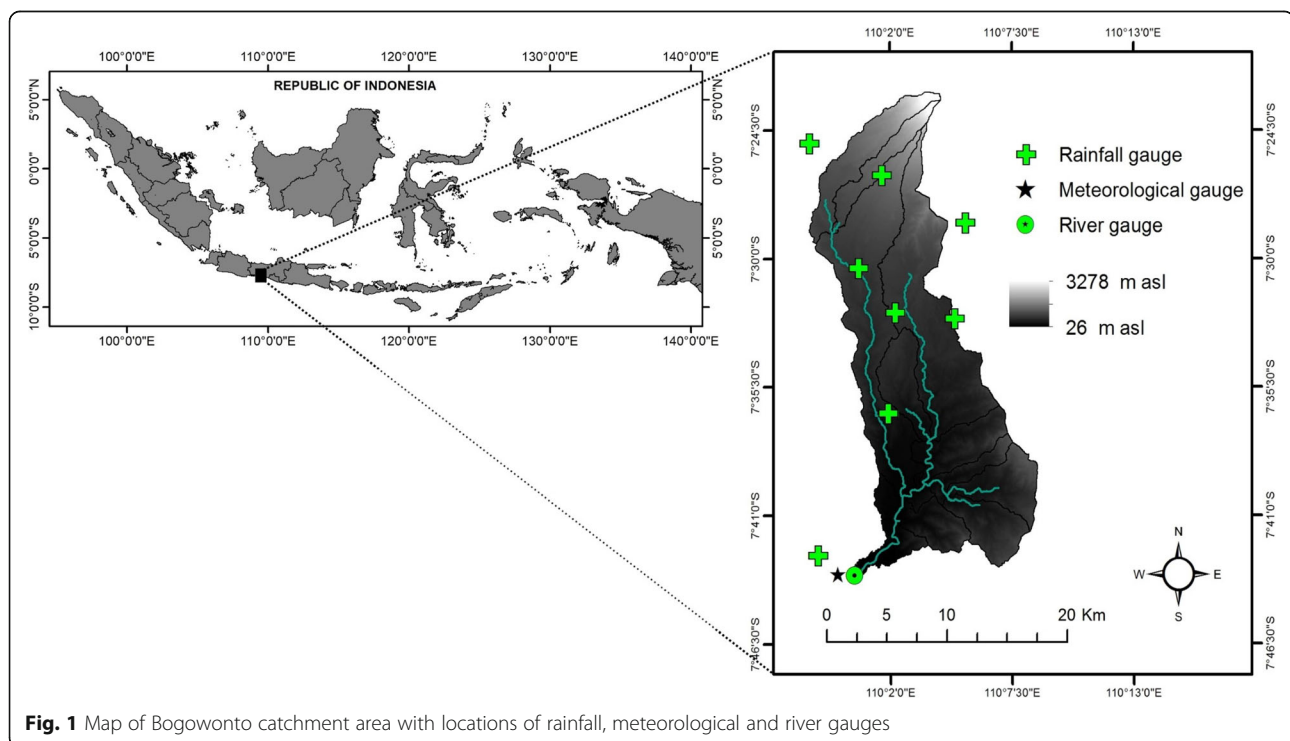 100°0'0"E 110°0'0"E 120°0'0"E 130°0'0"E 140°0'0"E
REPUBLIC OF INDONESIA
5°0'0"N
0°0'0"
5°0'0"S
10°0'0"S
5°0'0"N
0°0'0"
5°0'0"S
10°0'0"S
100°0'0"E 110°0'0"E 120°0'0"E 130°0'0"E 140°0'0"E
110°2'0"E 110°7'30"E 110°13'0"E
7°24'30"S
7°30'0"S
7°35'30"S
7°41'0"S
7°46'30"S
Rainfall gauge
Meteorological gauge
River gauge
3278 m asl
26 m asl
N
W E
S
0 5 10 20 Km
7°24'30"S
7°30'0"S
7°35'30"S
7°41'0"S
7°46'30"S
110°2'0"E 110°7'30"E 110°13'0"E
Fig. 1 Map of Bogowonto catchment area with locations of rainfall, meteorological and river gauges